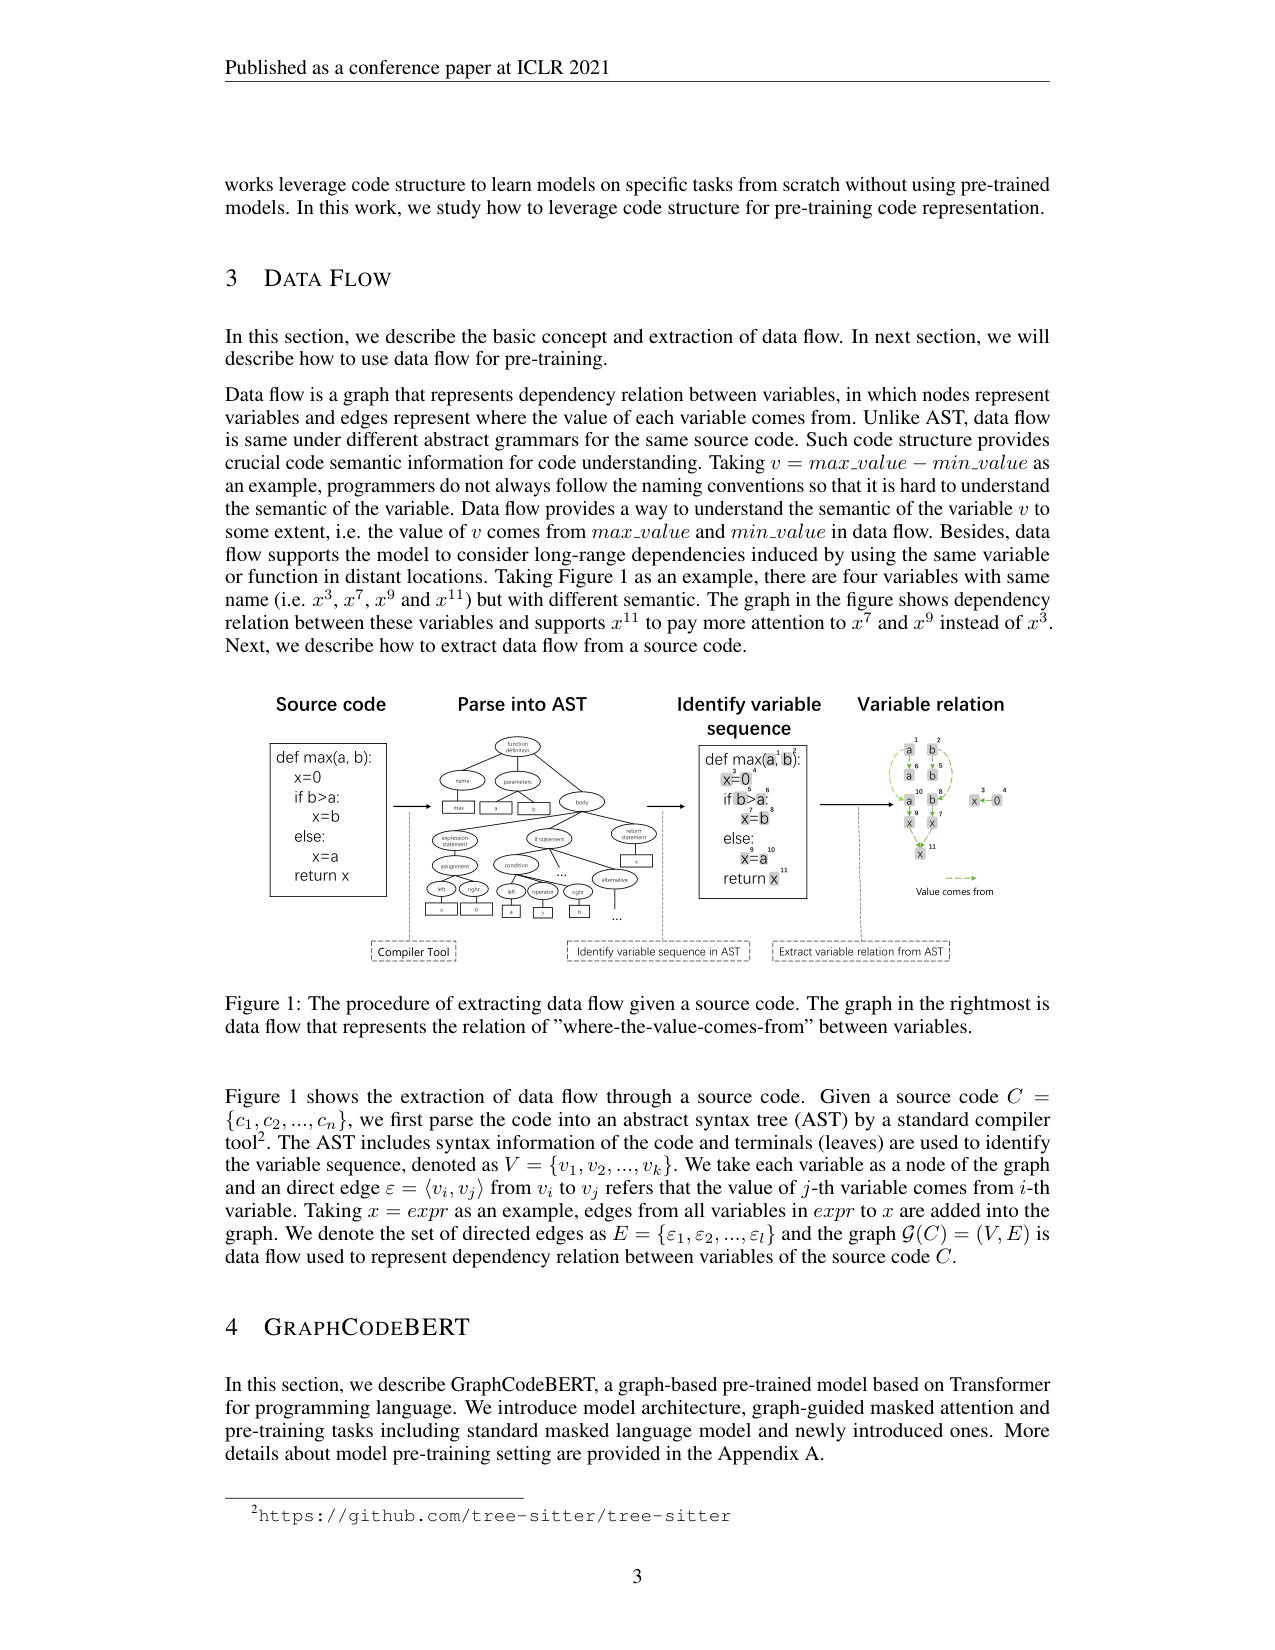 Published as a conference paper at ICLR 2021
works leverage code structure to learn models on specific tasks from scratch without using pre-trained
models. In this work, we study how to leverage code structure for pre-training code representation.
3 DATA FLOW
In this section, we describe the basic concept and extraction of data flow. In next section, we will
describe how to use data flow for pre-training.
Data flow is a graph that represents dependency relation between variables, in which nodes represent
variables and edges represent where the value of each variable comes from. Unlike AST, data flow
is same under different abstract grammars for the same source code. Such code structure provides
crucial code semantic information for code understanding. Taking v = max_value − min_value as
an example, programmers do not always follow the naming conventions so that it is hard to understand
the semantic of the variable. Data flow provides a way to understand the semantic of the variable v to
some extent, i.e. the value of v comes from max_value and min_value in data flow. Besides, data
flow supports the model to consider long-range dependencies induced by using the same variable
or function in distant locations. Taking Figure 1 as an example, there are four variables with same
name (i.e. x³, x⁷, x⁹ and x¹¹) but with different semantic. The graph in the figure shows dependency
relation between these variables and supports x¹¹ to pay more attention to x⁷ and x⁹ instead of x³.
Next, we describe how to extract data flow from a source code.
Source code
def max(a, b):
x=0
if b>a:
x=b
else:
x=a
return x
Compiler Tool
Parse into AST
function
definition
name
parameters
body
max
a
b
expression
statement
If statement
return
statement
assignment
condition
...
alternative
x
left
right
left
operator
right
x
0
a
>
b
...
Identify variable sequence in AST
Identify variable
sequence
def max(a¹, b²):
x³=0⁴
if b⁵>a⁶:
x⁷=b⁸
else:
x⁹=a¹⁰
return x¹¹
Extract variable relation from AST
Variable relation
a¹ b²
a⁶ b⁵
a¹⁰ b⁸ x³ 0⁴
x⁹ x⁷
x¹¹
Value comes from
Figure 1: The procedure of extracting data flow given a source code. The graph in the rightmost is
data flow that represents the relation of ”where-the-value-comes-from” between variables.
Figure 1 shows the extraction of data flow through a source code. Given a source code C =
{c₁, c₂, ..., cₙ}, we first parse the code into an abstract syntax tree (AST) by a standard compiler
tool². The AST includes syntax information of the code and terminals (leaves) are used to identify
the variable sequence, denoted as V = {v₁, v₂, ..., vₖ}. We take each variable as a node of the graph
and an direct edge ε = ⟨vᵢ, vⱼ⟩ from vᵢ to vⱼ refers that the value of j-th variable comes from i-th
variable. Taking x = expr as an example, edges from all variables in expr to x are added into the
graph. We denote the set of directed edges as E = {ε₁, ε₂, ..., εₗ} and the graph 𝒢(C) = (V, E) is
data flow used to represent dependency relation between variables of the source code C.
4 GRAPHCODEBERT
In this section, we describe GraphCodeBERT, a graph-based pre-trained model based on Transformer
for programming language. We introduce model architecture, graph-guided masked attention and
pre-training tasks including standard masked language model and newly introduced ones. More
details about model pre-training setting are provided in the Appendix A.
²https://github.com/tree-sitter/tree-sitter
3